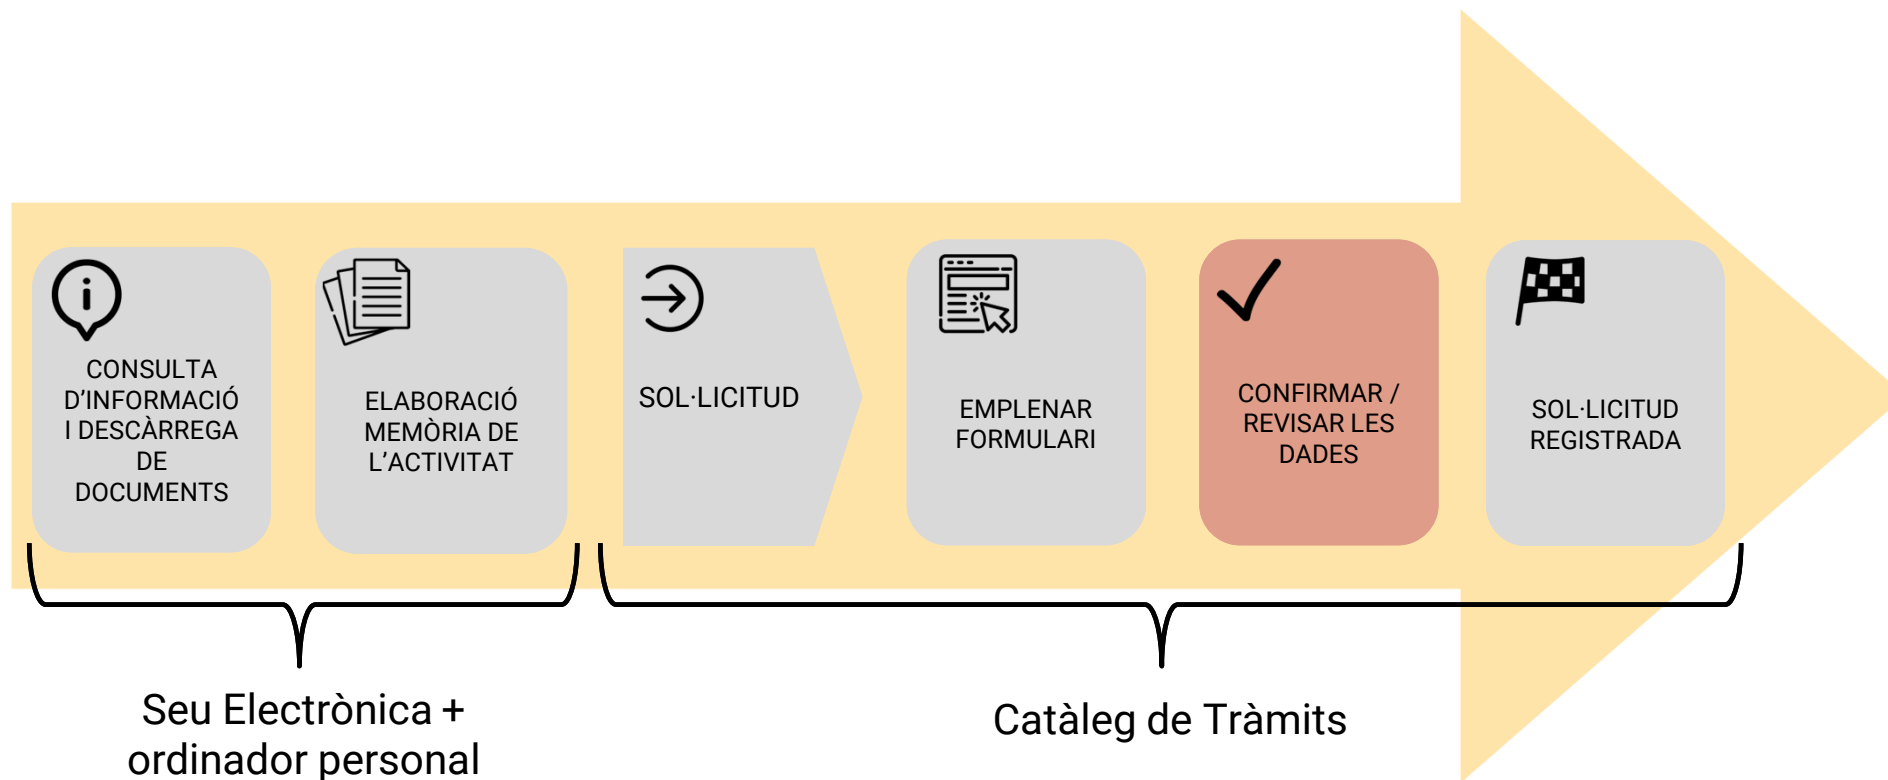 CONSULTA
D’INFORMACIÓ
I DESCÀRREGA
DE
DOCUMENTS
ELABORACIÓ
MEMÒRIA DE
L’ACTIVITAT
SOL·LICITUD
EMPLENAR
FORMULARI
CONFIRMAR /
REVISAR LES
DADES
SOL·LICITUD
REGISTRADA
Seu Electrònica +
ordinador personal
Catàleg de Tràmits